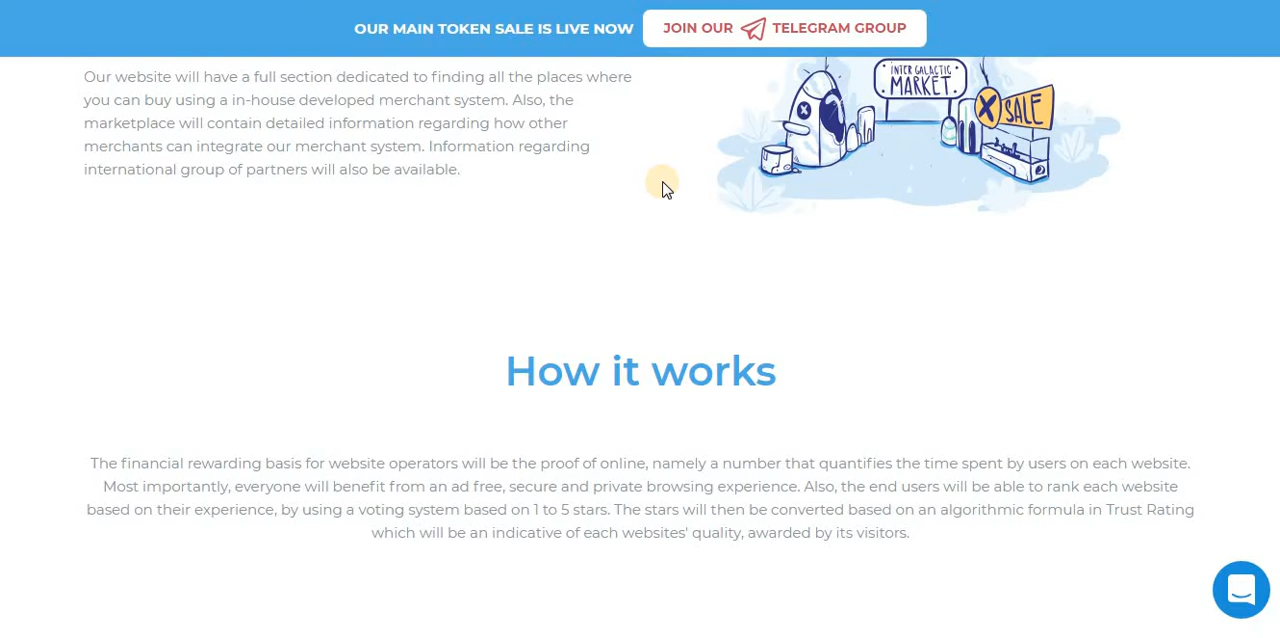 OUR MAIN TOKEN SALE IS LIVE NOW JOIN OUR TELEGRAM GROUP
Our website will have a full section dedicated to finding all the places where
you can buy using a in-house developed merchant system. Also, the
marketplace will contain detailed information regarding how other
merchants can integrate our merchant system. Information regarding
international group of partners will also be available.
INTER GALACTIC
MARKET
X SALE
X
How it works
The financial rewarding basis for website operators will be the proof of online, namely a number that quantifies the time spent by users on each website.
Most importantly, everyone will benefit from an ad free, secure and private browsing experience. Also, the end users will be able to rank each website
based on their experience, by using a voting system based on 1 to 5 stars. The stars will then be converted based on an algorithmic formula in Trust Rating
which will be an indicative of each websites' quality, awarded by its visitors.